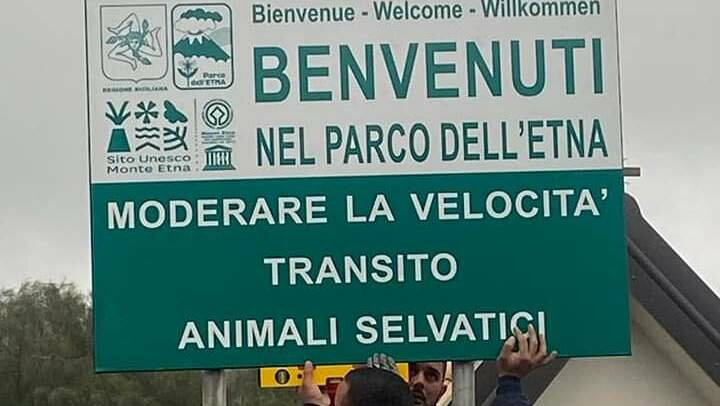 Bienvenue - Welcome - Willkommen
BENVENUTI
NEL PARCO DELL'ETNA
REGIONE SICILIANA
Parco
dell'ETNA
Sito Unesco
Monte Etna
MODERARE LA VELOCITA'
TRANSITO
ANIMALI SELVATICI